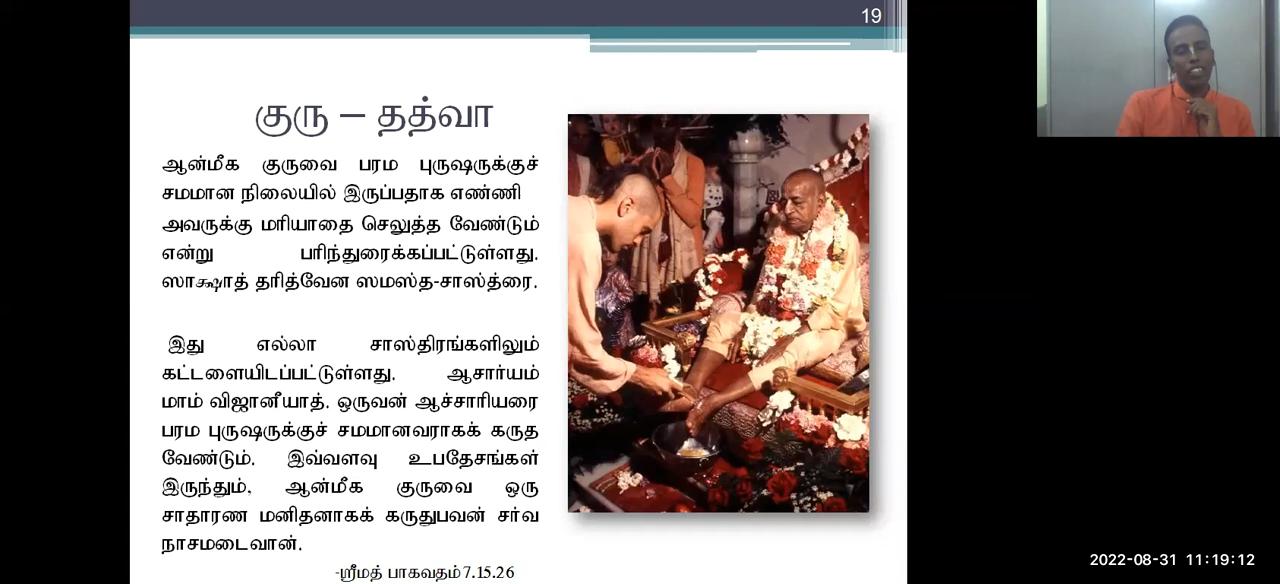 19
குரு – தத்வா
ஆன்மீக குருவை பரம புருஷருக்குச்
சமமான நிலையில் இருப்பதாக எண்ணி
அவருக்கு மரியாதை செலுத்த வேண்டும்
என்று பரிந்துரைக்கப்பட்டுள்ளது.
ஸாக்ஷாத் தரித்வேன ஸமஸ்த-சாஸ்த்ரை.
இது எல்லா சாஸ்திரங்களிலும்
கட்டளையிடப்பட்டுள்ளது. ஆசார்யம்
மாம் விஜானீயாத். ஒருவன் ஆச்சாரியரை
பரம புருஷருக்குச் சமமானவராகக் கருத
வேண்டும். இவ்வளவு உபதேசங்கள்
இருந்தும், ஆன்மீக குருவை ஒரு
சாதாரண மனிதனாகக் கருதுபவன் சர்வ
நாசமடைவான்.
-ஸ்ரீமத் பாகவதம் 7.15.26
2022-08-31 11:19:12